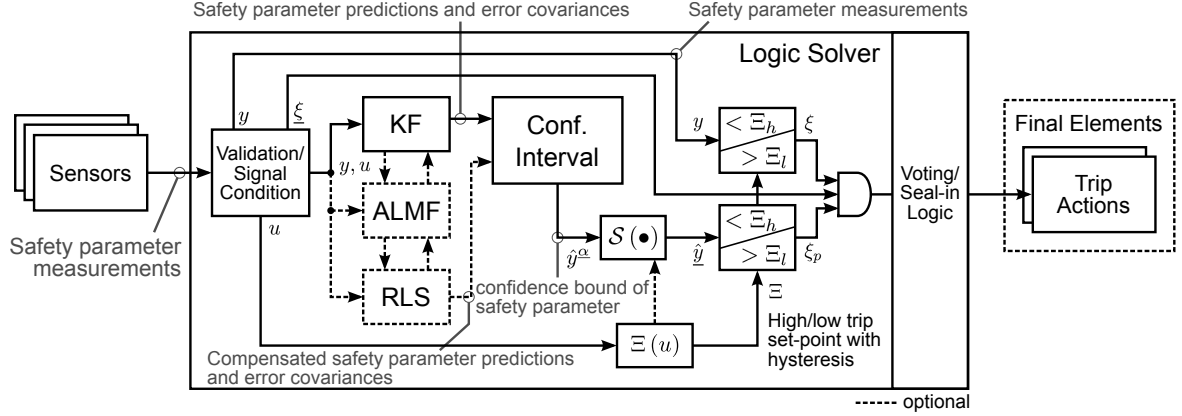 Safety parameter predictions and error covariances
Safety parameter measurements
Logic Solver
Sensors
Safety parameter
measurements
y
ξ
Validation/
Signal
Condition
u
y, u
KF
ALMF
RLS
Conf.
Interval
ŷ^α
S (•)
ŷ
confidence bound of
safety parameter
Compensated safety parameter predictions
and error covariances
Ξ (u)
y
< Ξ_h
> Ξ_l
ξ
< Ξ_h
> Ξ_l
ξ_p
Ξ
High/low trip
set-point with
hysteresis
Voting/
Seal-in
Logic
Final Elements
Trip
Actions
optional